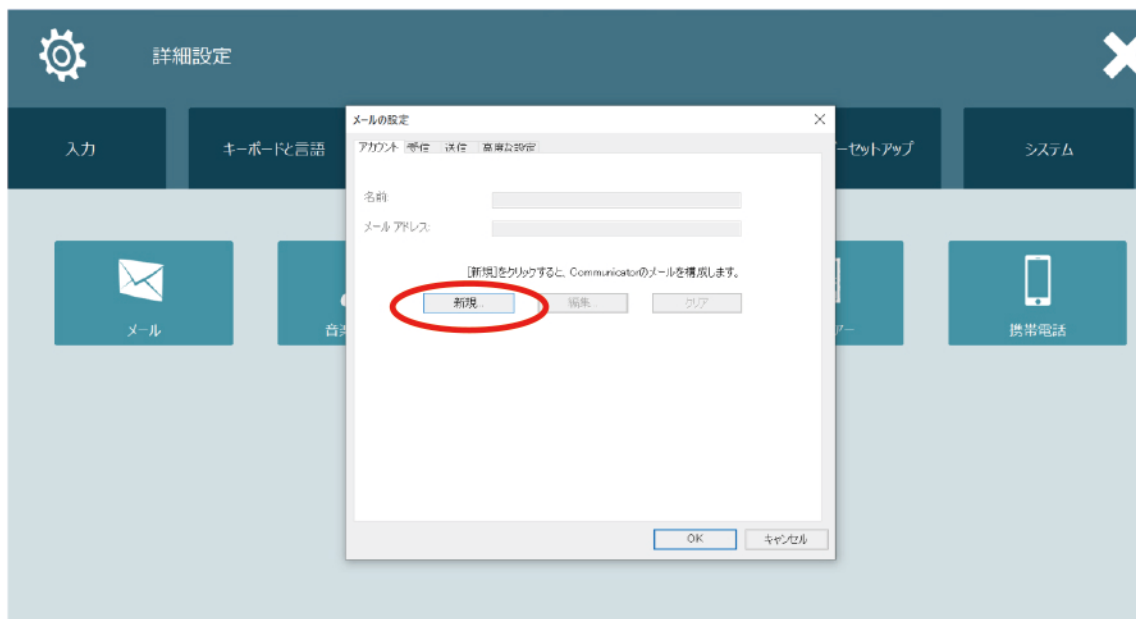 詳細設定
入力
キーボードと言語
セットアップ
システム
メールの設定
アカウント 受信 送信 高度な設定
名前:
メール アドレス:
[新規]をクリックすると、Communicatorのメールを構成します。
新規... 編集... クリア
メール
音
携帯電話
OK キャンセル